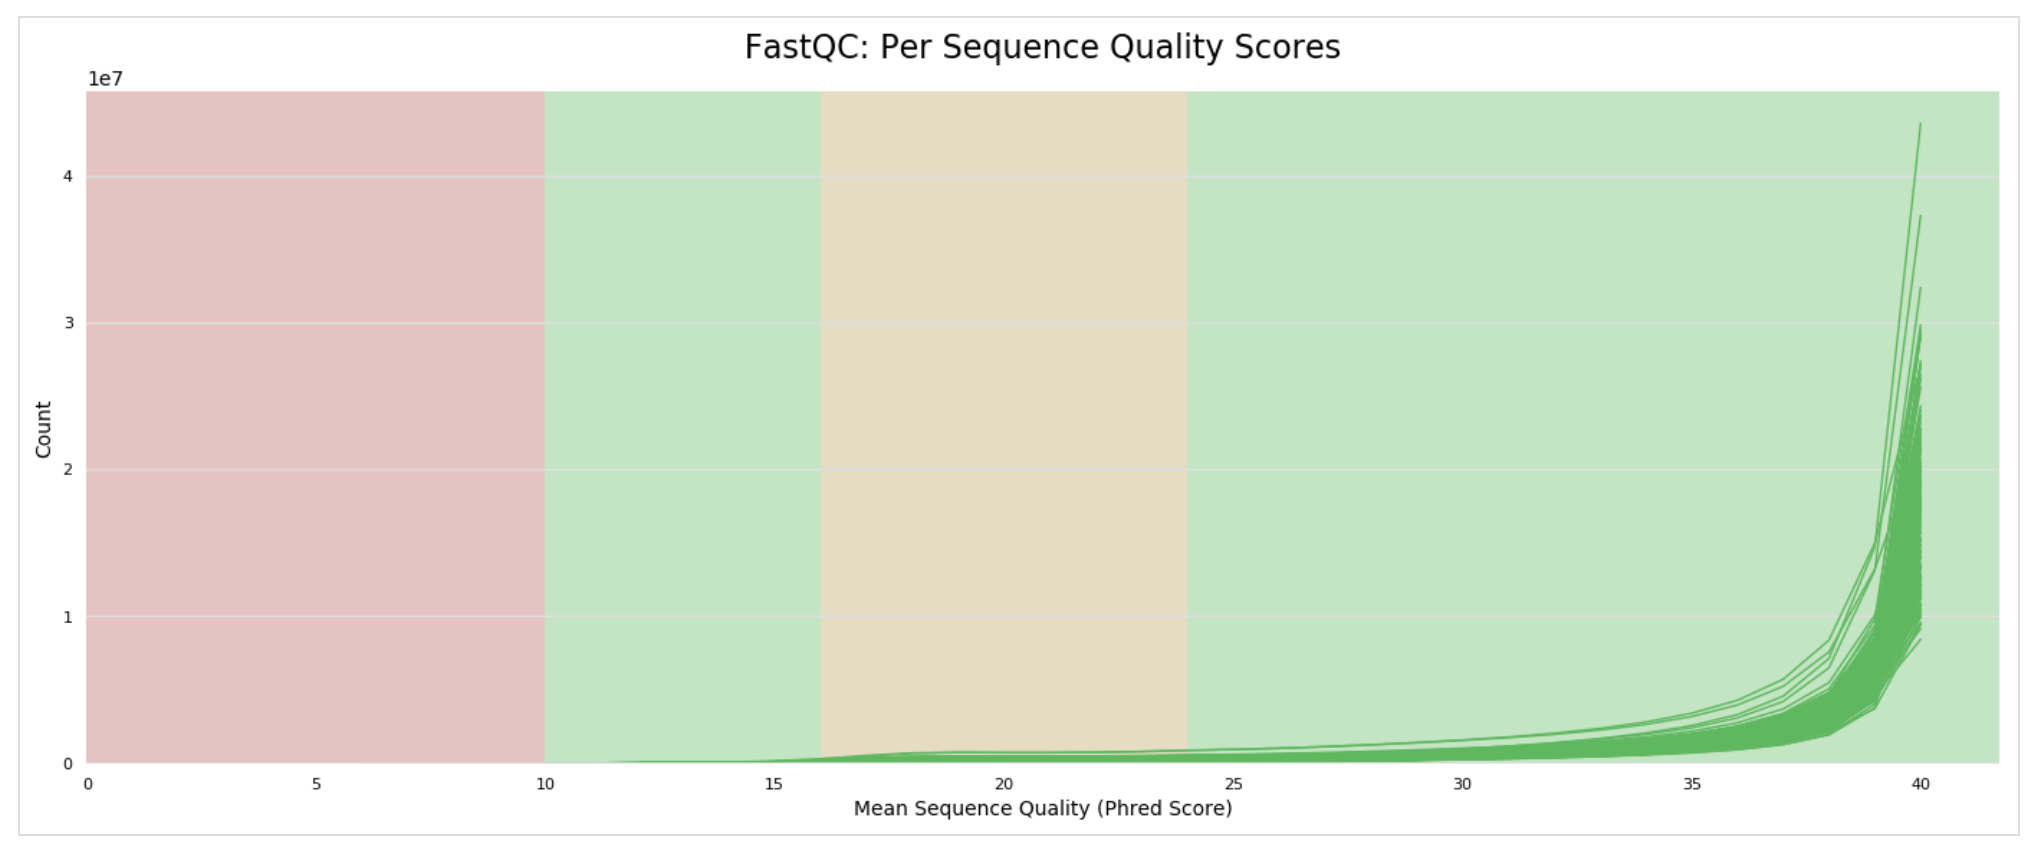 FastQC: Per Sequence Quality Scores
1e7
4
3
2
1
0
Count
0 5 10 15 20 25 30 35 40
Mean Sequence Quality (Phred Score)